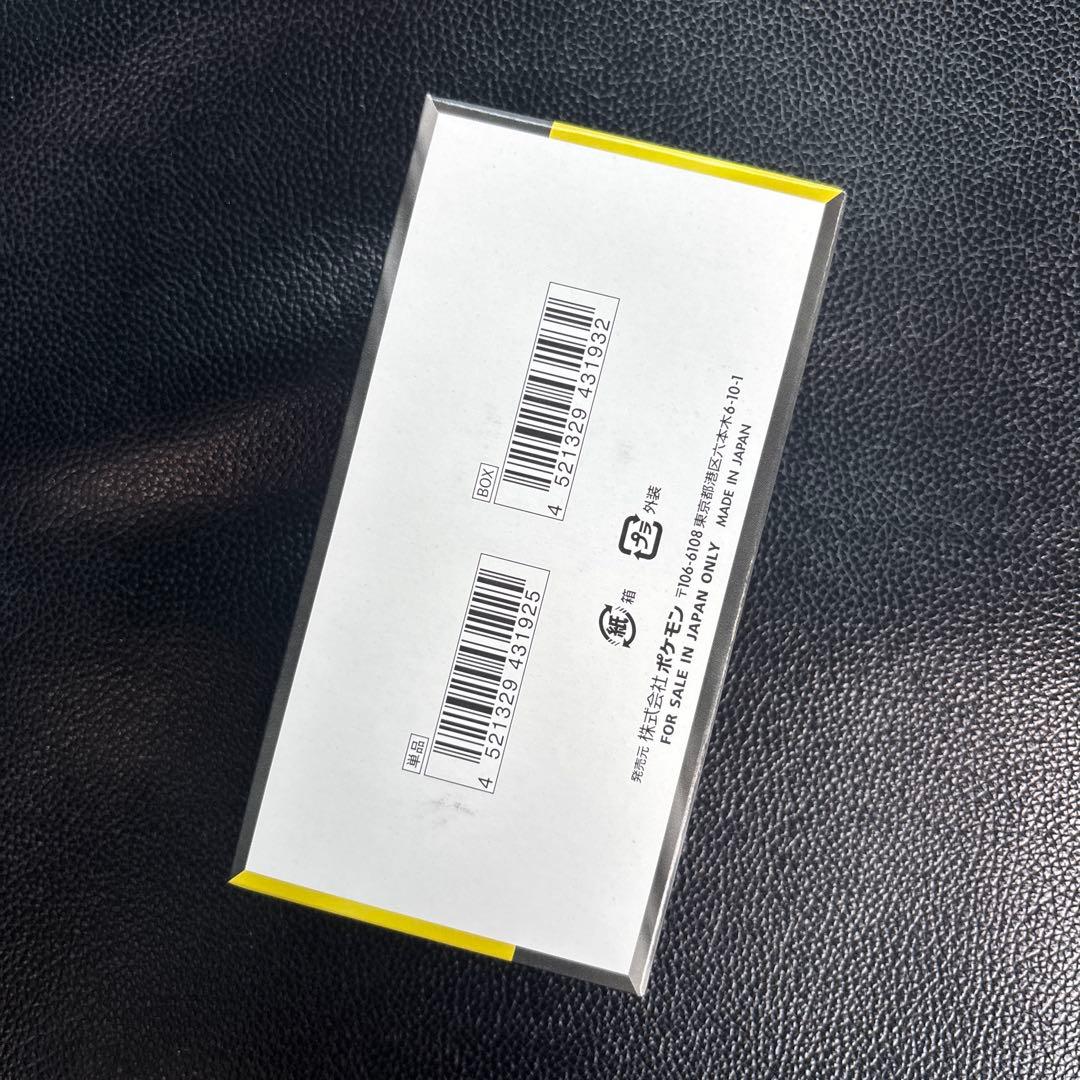 単品
4 521329 431925
BOX
4 521329 431932
紙 箱
プラ 外装
発売元 株式会社 ポケモン 〒106-6108 東京都港区六本木6-10-1
FOR SALE IN JAPAN ONLY MADE IN JAPAN